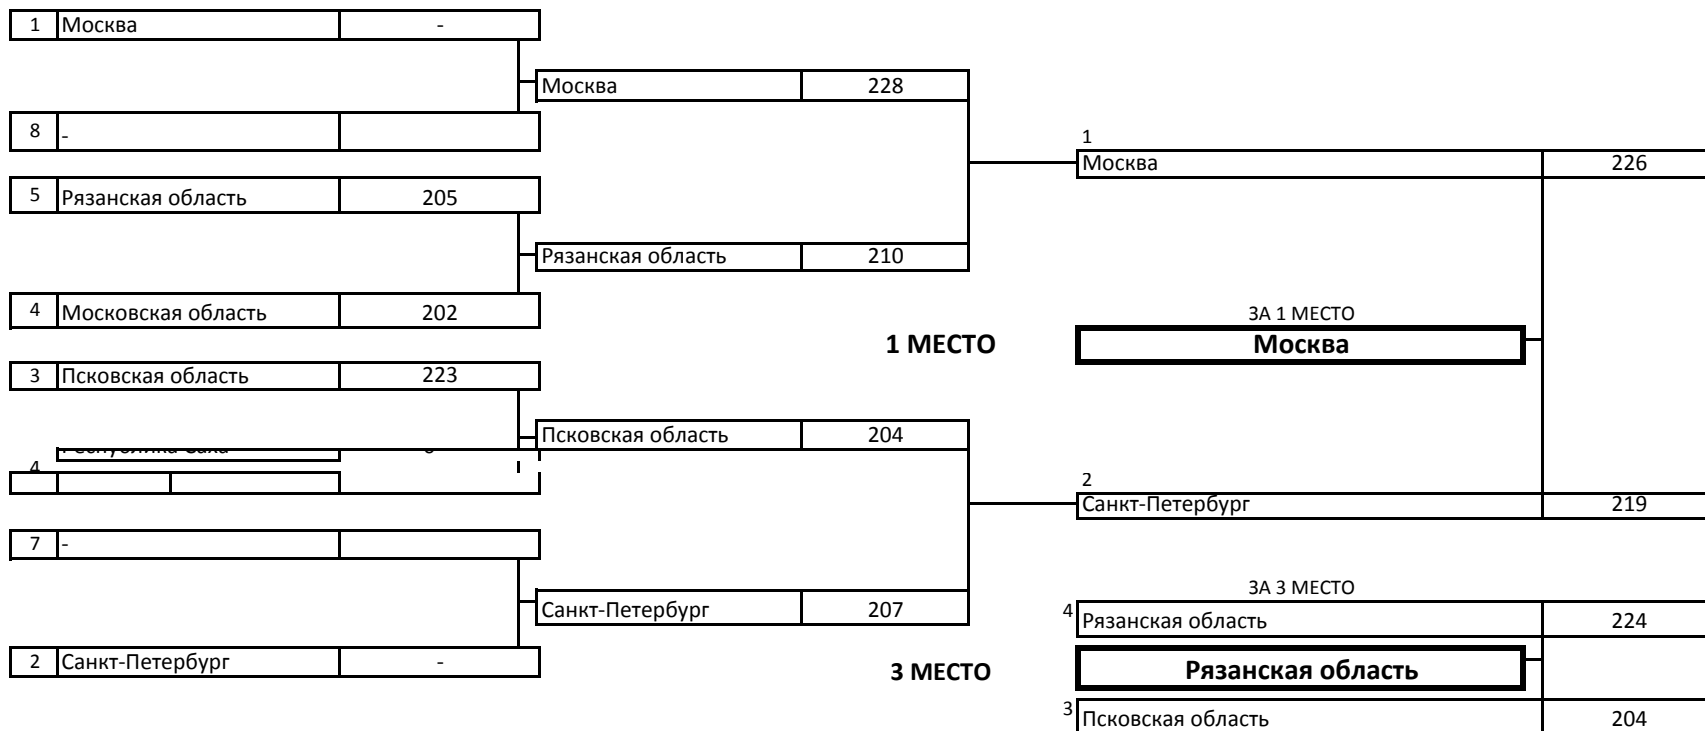 1 Москва -
Москва 228
8 -
1
Москва 226
5 Рязанская область 205
Рязанская область 210
4 Московская область 202
ЗА 1 МЕСТО
1 МЕСТО Москва
3 Псковская область 223
Псковская область 204
4
2
Санкт-Петербург 219
7 -
ЗА 3 МЕСТО
Санкт-Петербург 207
4 Рязанская область 224
2 Санкт-Петербург -
3 МЕСТО Рязанская область
3 Псковская область 204